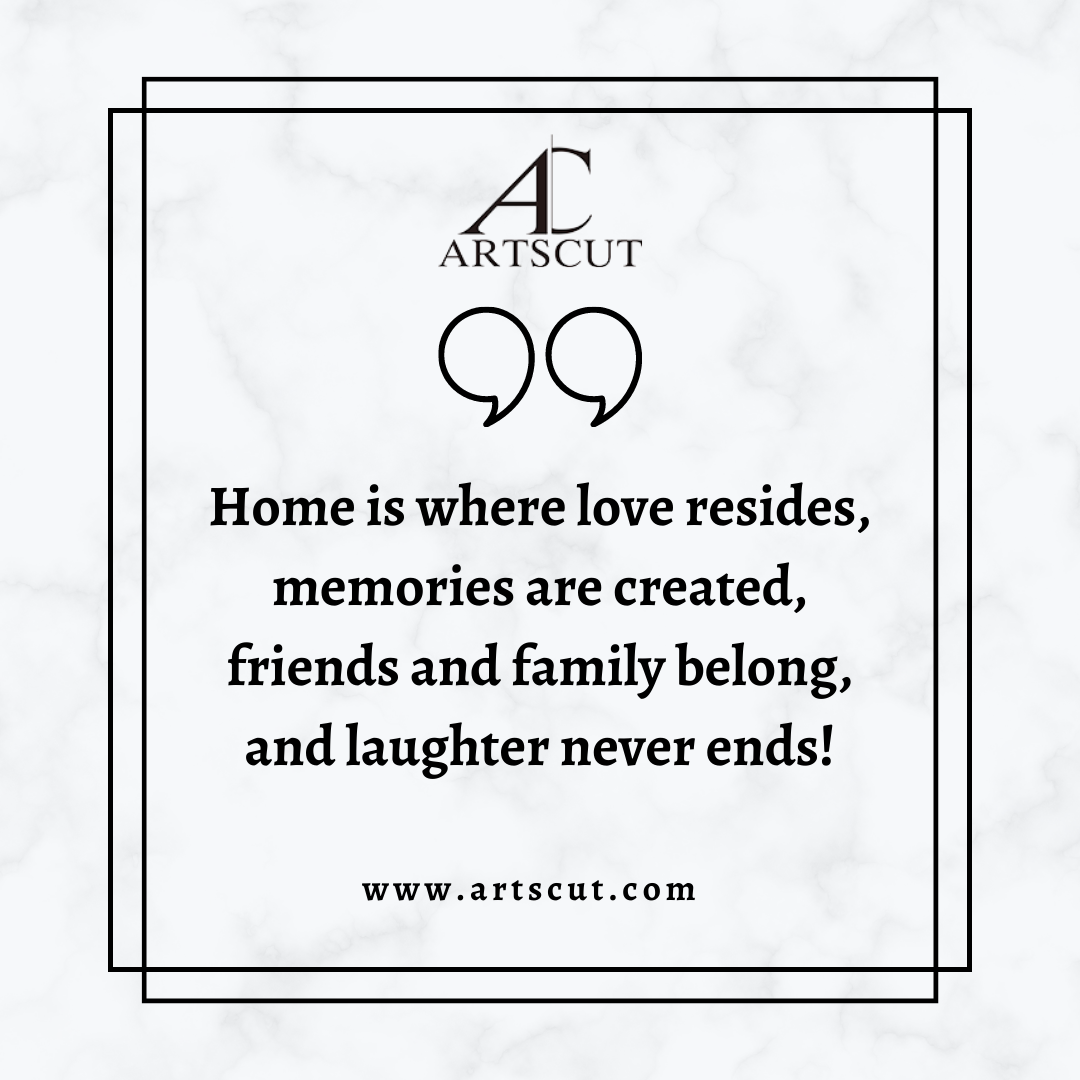 AC
ARTSCUT
Home is where love resides,
memories are created,
friends and family belong,
and laughter never ends!
www.artscut.com